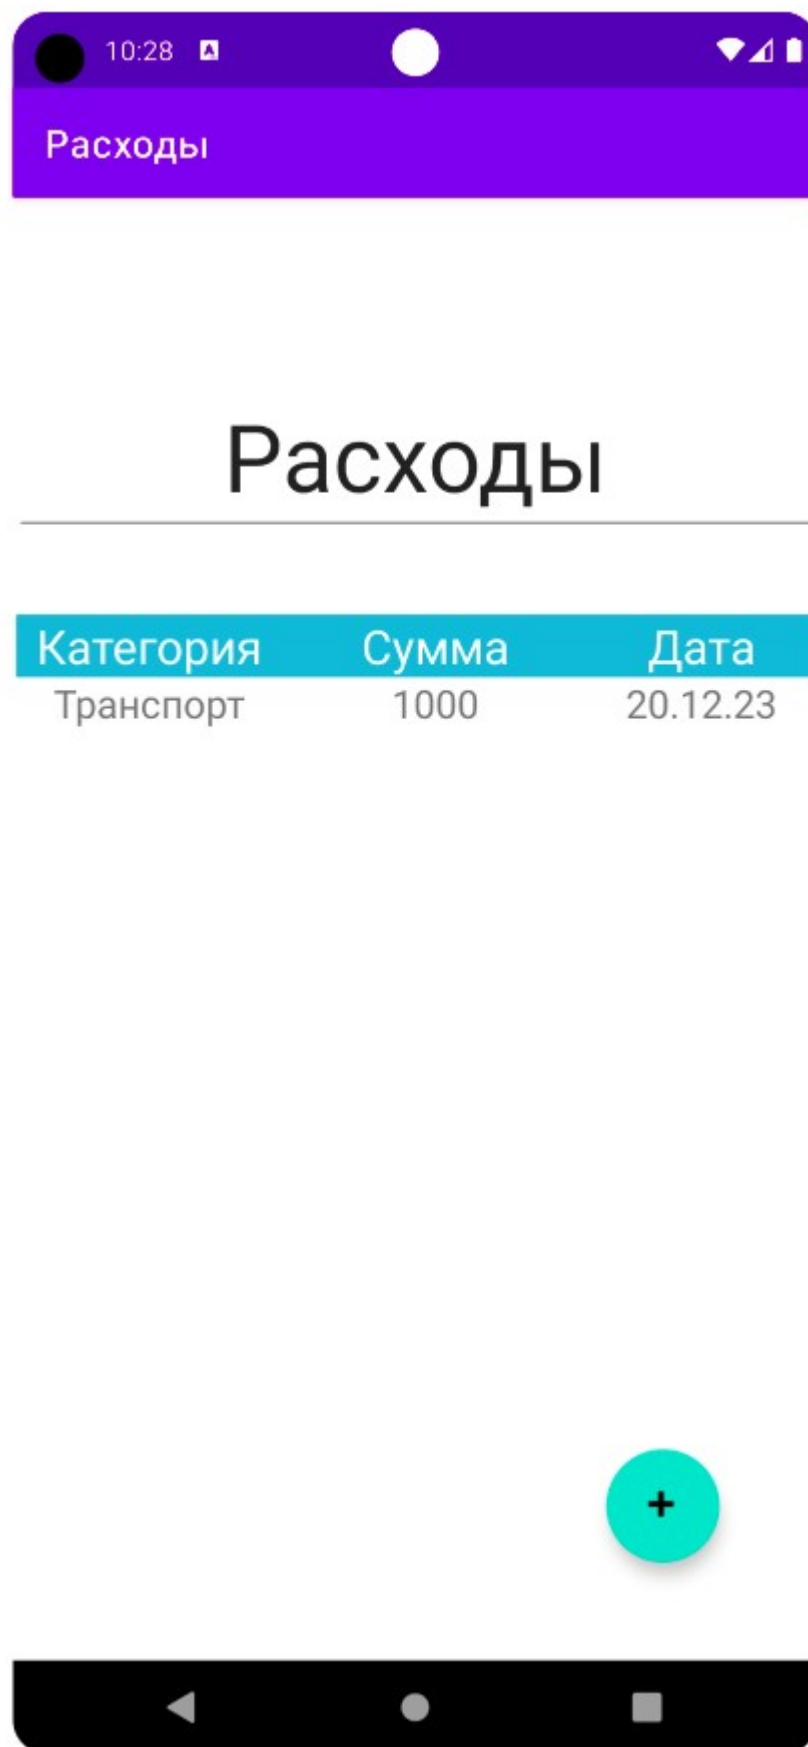 10:28
Расходы
Расходы
Категория Сумма Дата
Транспорт 1000 20.12.23
+